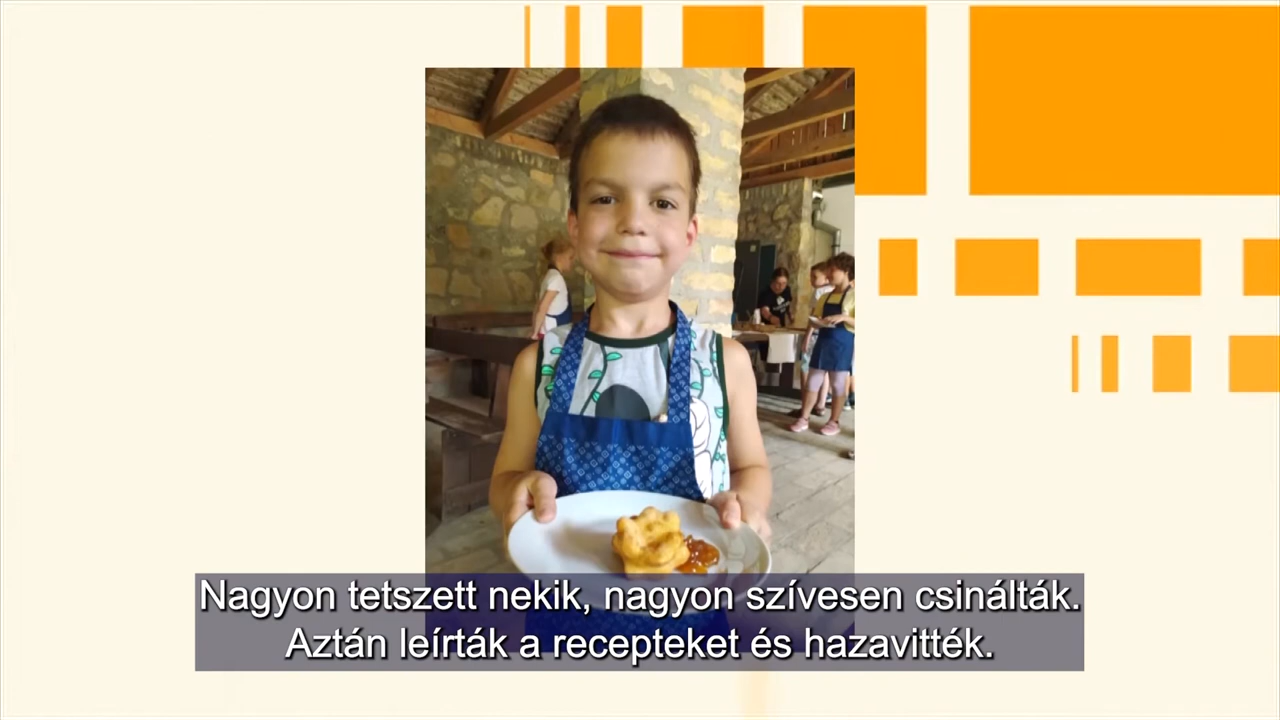 Nagyon tetszett nekik, nagyon szívesen csinálták.
Aztán leírták a recepteket és hazavitték.